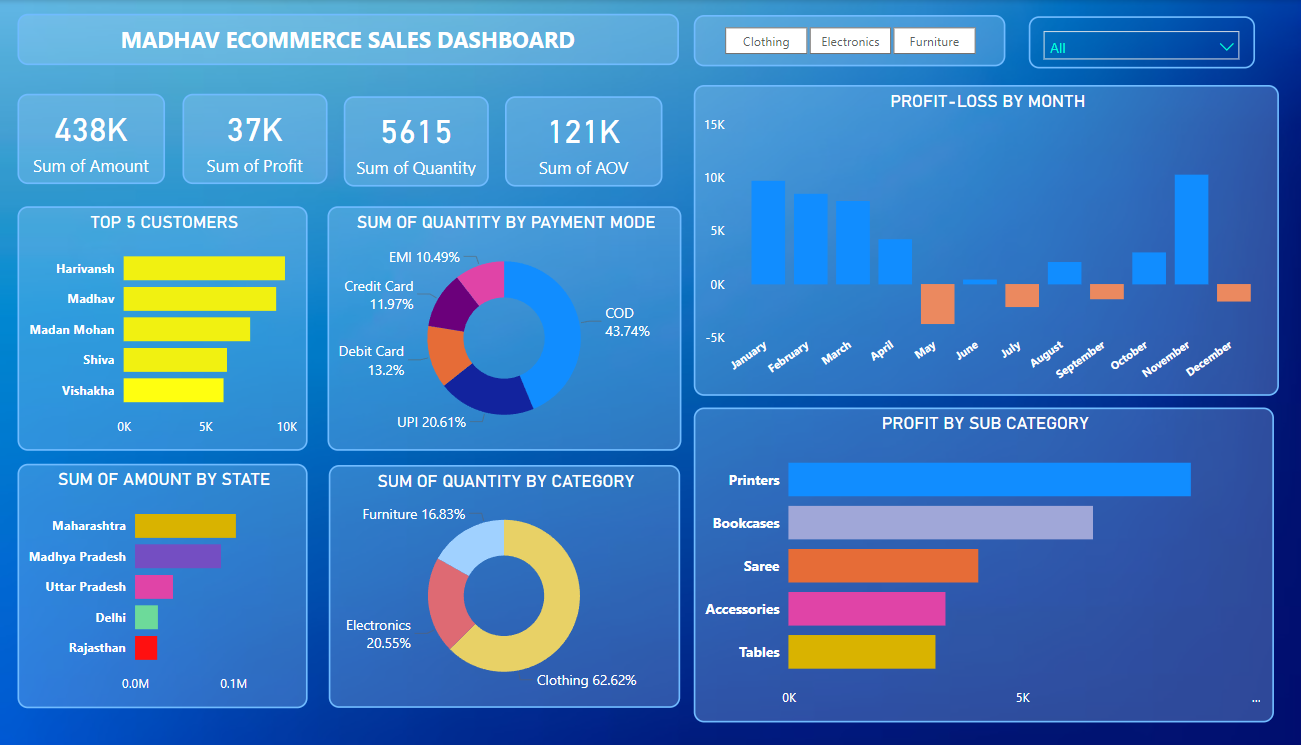 MADHAV ECOMMERCE SALES DASHBOARD
Clothing
Electronics
Furniture
All
438K
Sum of Amount
37K
Sum of Profit
5615
Sum of Quantity
121K
Sum of AOV
PROFIT-LOSS BY MONTH
15K
10K
5K
0K
-5K
January
February
March
April
May
June
July
August
September
October
November
December
TOP 5 CUSTOMERS
Harivansh
Madhav
Madan Mohan
Shiva
Vishakha
0K
5K
10K
SUM OF QUANTITY BY PAYMENT MODE
EMI 10.49%
Credit Card
11.97%
Debit Card
13.2%
UPI 20.61%
COD
43.74%
SUM OF AMOUNT BY STATE
Maharashtra
Madhya Pradesh
Uttar Pradesh
Delhi
Rajasthan
0.0M
0.1M
SUM OF QUANTITY BY CATEGORY
Furniture 16.83%
Electronics
20.55%
Clothing 62.62%
PROFIT BY SUB CATEGORY
Printers
Bookcases
Saree
Accessories
Tables
0K
5K
...